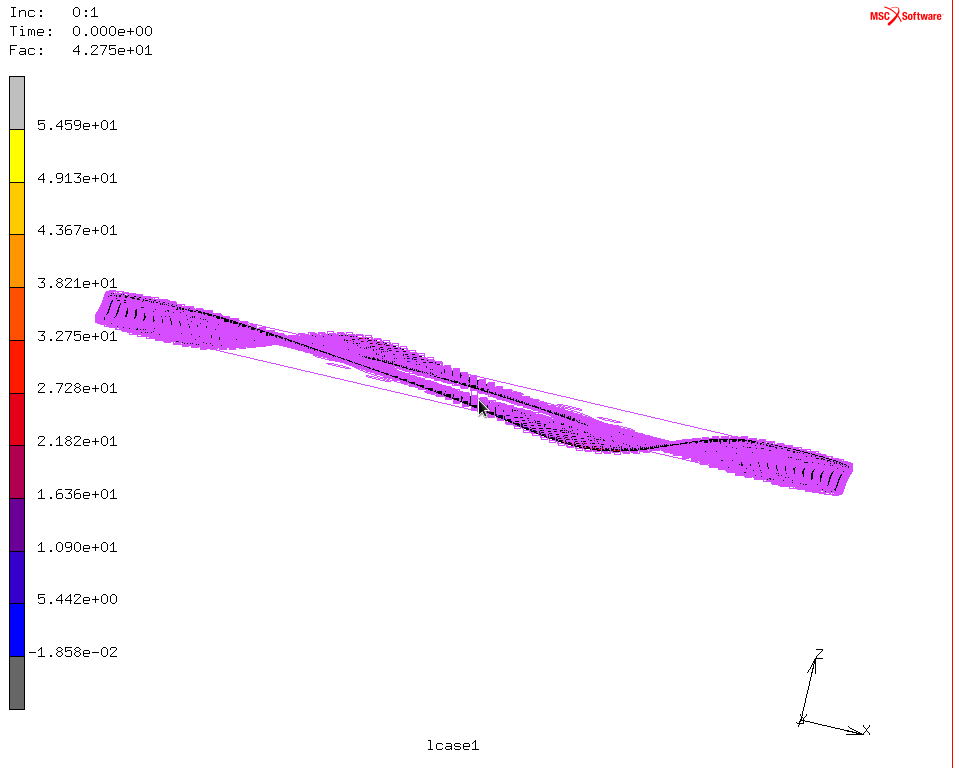 Inc: 0:1
Time: 0.000e+00
Fac: 4.275e+01
MSC Software
5.459e+01
4.913e+01
4.367e+01
3.821e+01
3.275e+01
2.728e+01
2.182e+01
1.636e+01
1.090e+01
5.442e+00
-1.858e-02
Z
X
lcase1